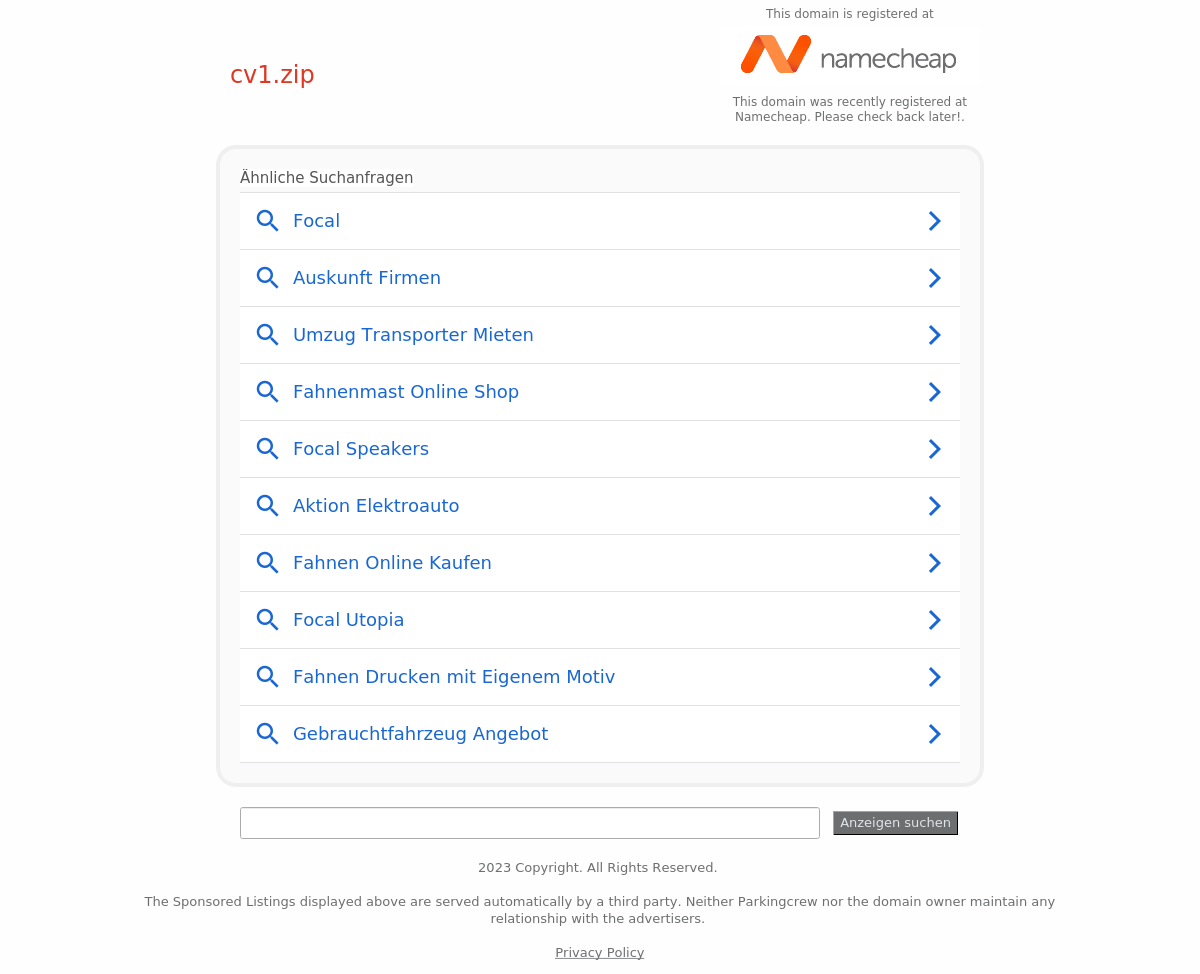 This domain is registered at
namecheap
cv1.zip
This domain was recently registered at
Namecheap. Please check back later!.
Ähnliche Suchanfragen
Focal
Auskunft Firmen
Umzug Transporter Mieten
Fahnenmast Online Shop
Focal Speakers
Aktion Elektroauto
Fahnen Online Kaufen
Focal Utopia
Fahnen Drucken mit Eigenem Motiv
Gebrauchtfahrzeug Angebot
Anzeigen suchen
2023 Copyright. All Rights Reserved.
The Sponsored Listings displayed above are served automatically by a third party. Neither Parkingcrew nor the domain owner maintain any
relationship with the advertisers.
Privacy Policy